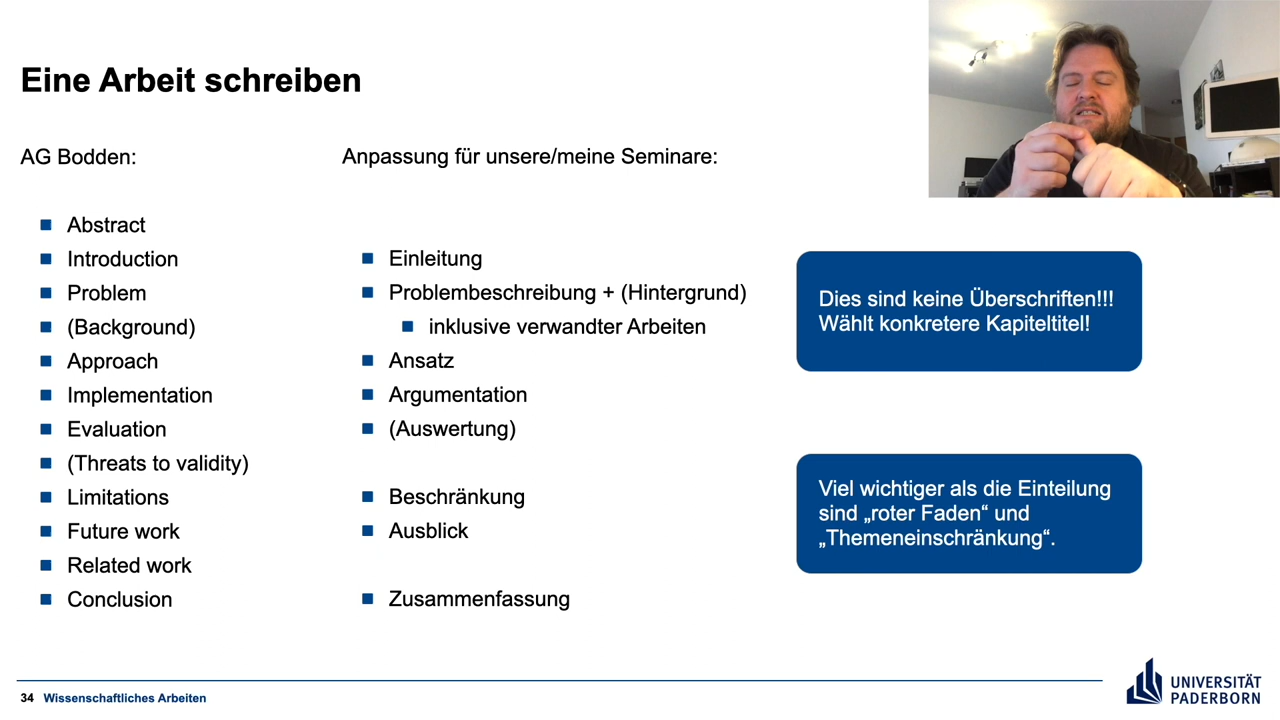 Eine Arbeit schreiben
AG Bodden:
Abstract
Introduction
Problem
(Background)
Approach
Implementation
Evaluation
(Threats to validity)
Limitations
Future work
Related work
Conclusion
Anpassung für unsere/meine Seminare:
Einleitung
Problembeschreibung + (Hintergrund)
inklusive verwandter Arbeiten
Ansatz
Argumentation
(Auswertung)
Beschränkung
Ausblick
Zusammenfassung
Dies sind keine Überschriften!!!
Wählt konkretere Kapiteltitel!
Viel wichtiger als die Einteilung
sind „roter Faden“ und
„Themeneinschränkung“.
34 Wissenschaftliches Arbeiten
UNIVERSITÄT
PADERBORN